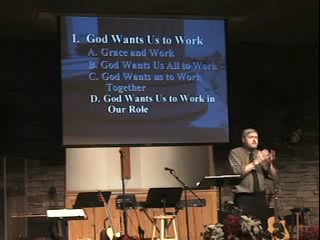 I. God Wants Us to Work
A. Grace and Work
B. God Wants Us All to Work
C. God Wants us to Work
Together
D. God Wants Us to Work in
Our Role